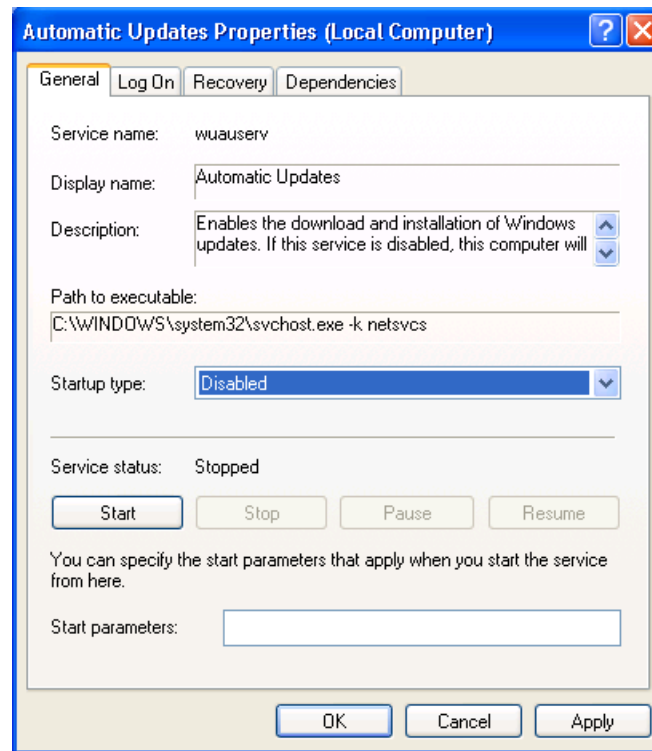 Automatic Updates Properties (Local Computer)
General Log On Recovery Dependencies
Service name: wuauserv
Display name: Automatic Updates
Description: Enables the download and installation of Windows
updates. If this service is disabled, this computer will
Path to executable:
C:\WINDOWS\system32\svchost.exe -k netsvcs
Startup type: Disabled
Service status: Stopped
Start Stop Pause Resume
You can specify the start parameters that apply when you start the service
from here.
Start parameters:
OK Cancel Apply